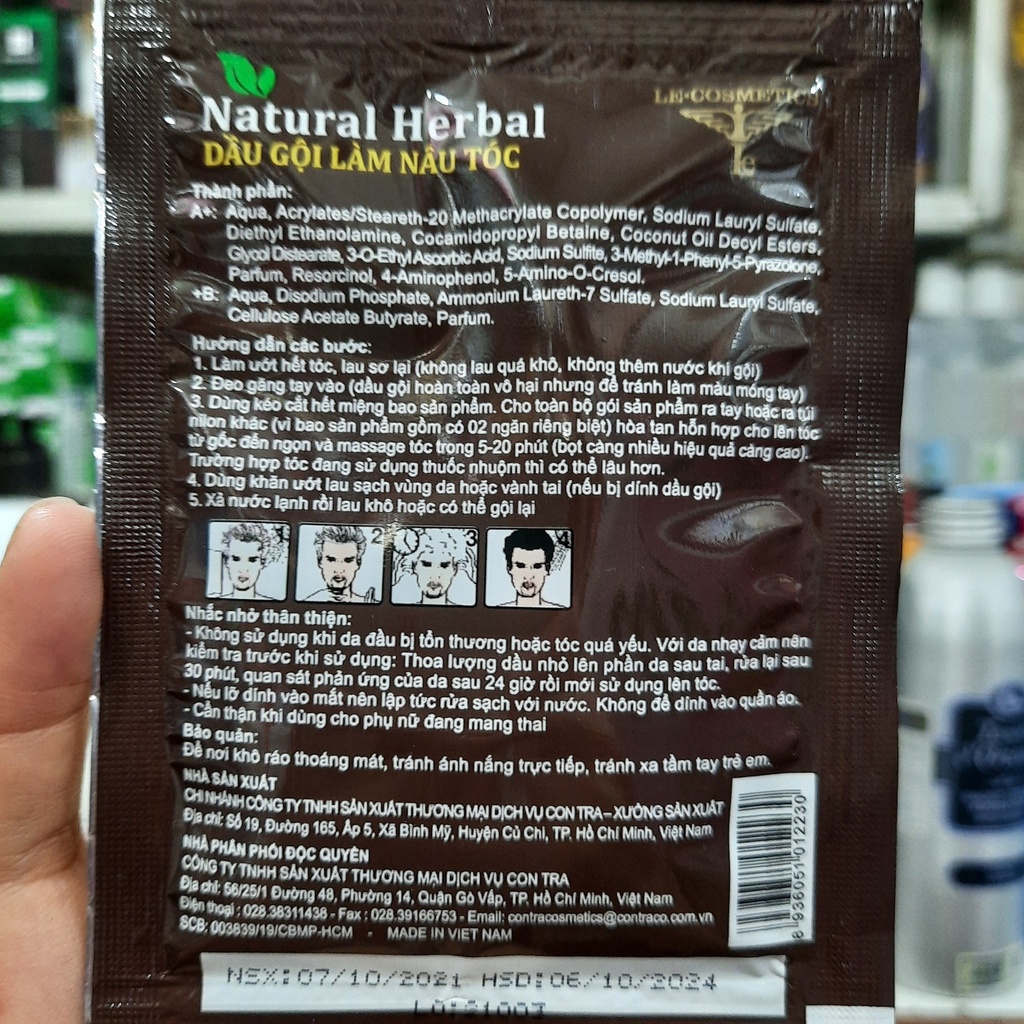 Natural Herbal
LE-COSMETICS
le
DẦU GỘI LÀM NÂU TÓC
Thành phần:
A+: Aqua, Acrylates/Steareth-20 Methacrylate Copolymer, Sodium Lauryl Sulfate,
Diethyl Ethanolamine, Cocamidopropyl Betaine, Coconut Oil Decyl Esters,
Glycol Distearate, 3-O-Ethyl Ascorbic Acid, Sodium Sulfite, 3-Methyl-1-Phenyl-5-Pyrazolone,
Parfum, Resorcinol, 4-Aminophenol, 5-Amino-O-Cresol.
+B: Aqua, Disodium Phosphate, Ammonium Laureth-7 Sulfate, Sodium Lauryl Sulfate,
Cellulose Acetate Butyrate, Parfum.
Hướng dẫn các bước:
1. Làm ướt hết tóc, lau sơ lại (không lau quá khô, không thêm nước khi gội)
2. Đeo găng tay vào (dầu gội hoàn toàn vô hại nhưng để tránh làm màu móng tay)
3. Dùng kéo cắt hết miệng bao sản phẩm. Cho toàn bộ gói sản phẩm ra tay hoặc ra túi
nilon khác (vì bao sản phẩm gồm có 02 ngăn riêng biệt) hòa tan hỗn hợp cho lên tóc
từ gốc đến ngọn và massage tóc trong 5-20 phút (bọt càng nhiều hiệu quả càng cao).
Trường hợp tóc đang sử dụng thuốc nhuộm thì có thể lâu hơn.
4. Dùng khăn ướt lau sạch vùng da hoặc vành tai (nếu bị dính dầu gội)
5. Xả nước lạnh rồi lau khô hoặc có thể gội lại
1 2 3 4
Nhắc nhở thân thiện:
- Không sử dụng khi da đầu bị tổn thương hoặc tóc quá yếu. Với da nhạy cảm nên
kiểm tra trước khi sử dụng: Thoa lượng dầu nhỏ lên phần da sau tai, rửa lại sau
30 phút, quan sát phản ứng của da sau 24 giờ rồi mới sử dụng lên tóc.
- Nếu lỡ dính vào mắt nên lập tức rửa sạch với nước. Không để dính vào quần áo.
- Cẩn thận khi dùng cho phụ nữ đang mang thai
Bảo quản:
Để nơi khô ráo thoáng mát, tránh ánh nắng trực tiếp, tránh xa tầm tay trẻ em.
NHÀ SẢN XUẤT
CHI NHÁNH CÔNG TY TNHH SẢN XUẤT THƯƠNG MẠI DỊCH VỤ CON TRA – XƯỞNG SẢN XUẤT
Địa chỉ: Số 19, Đường 165, Ấp 5, Xã Bình Mỹ, Huyện Củ Chi, TP. Hồ Chí Minh, Việt Nam
NHÀ PHÂN PHỐI ĐỘC QUYỀN
CÔNG TY TNHH SẢN XUẤT THƯƠNG MẠI DỊCH VỤ CON TRA
Địa chỉ: 56/25/1 Đường 48, Phường 14, Quận Gò Vấp, TP. Hồ Chí Minh, Việt Nam
Điện thoại : 028.38311438 - Fax : 028.39166753 - Email: contracosmetics@contraco.com.vn
SCB: 003639/19/CBMP-HCM - MADE IN VIET NAM
8 936051 012230
NSX:07/10/2021 HSD:06/10/2024